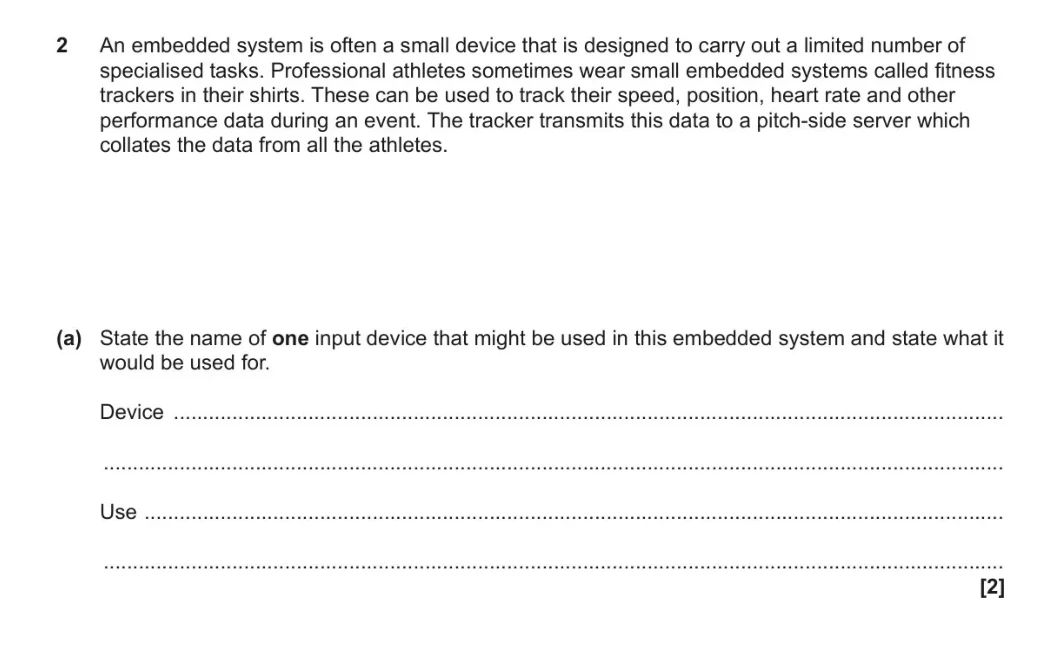 2 An embedded system is often a small device that is designed to carry out a limited number of
specialised tasks. Professional athletes sometimes wear small embedded systems called fitness
trackers in their shirts. These can be used to track their speed, position, heart rate and other
performance data during an event. The tracker transmits this data to a pitch-side server which
collates the data from all the athletes.
(a) State the name of one input device that might be used in this embedded system and state what it
would be used for.
Device ....................................................................................................
....................................................................................................
Use ....................................................................................................
....................................................................................................
[2]